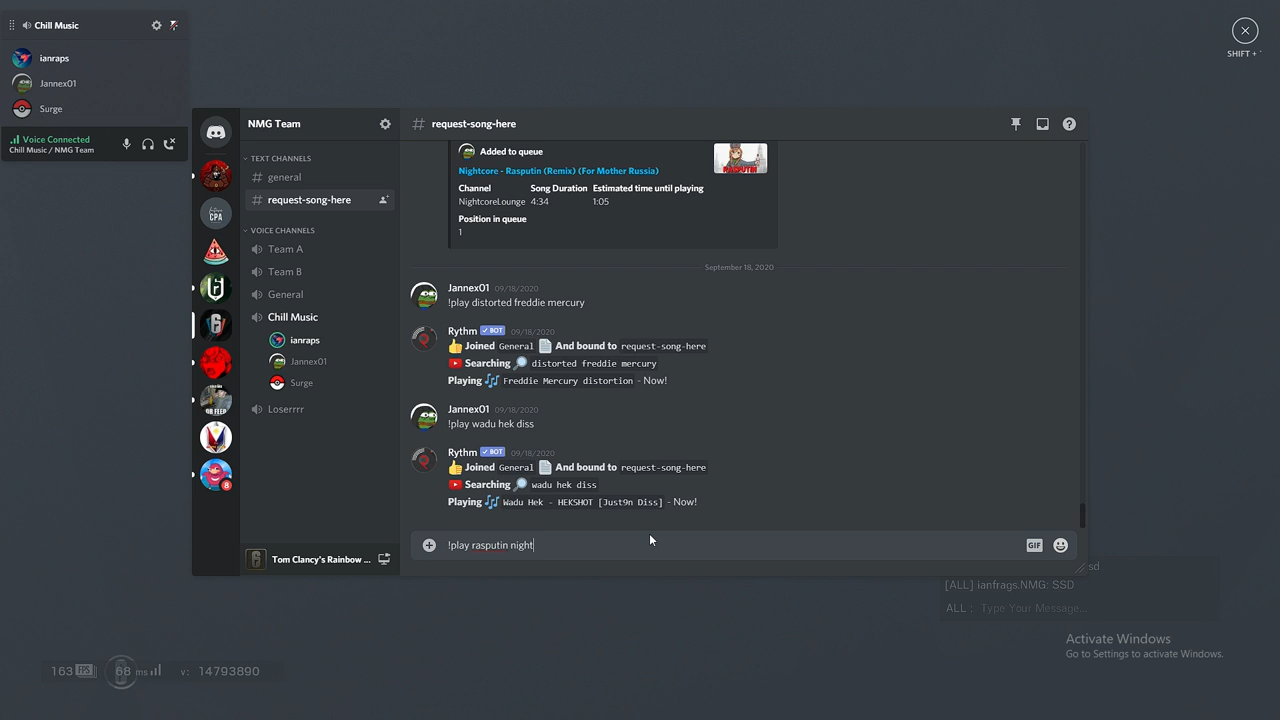 Chill Music
ianraps
Jannex01
Surge
Voice Connected
Chill Music / NMG Team
SHIFT + `
NMG Team
TEXT CHANNELS
# general
# request-song-here
VOICE CHANNELS
Team A
Team B
General
Chill Music
ianraps
Jannex01
Surge
Loserrrr
Tom Clancy's Rainbow ...
8
# request-song-here
Added to queue
Nightcore - Rasputin (Remix) (For Mother Russia)
Channel Song Duration Estimated time until playing
NightcoreLounge 4:34 1:05
Position in queue
1
RASPUTIN
September 18, 2020
Jannex01 09/18/2020
!play distorted freddie mercury
Rythm ✓ BOT 09/18/2020
👍 Joined General 📄 And bound to request-song-here
Searching 🔎 distorted freddie mercury
Playing 🎶 Freddie Mercury distortion - Now!
Jannex01 09/18/2020
!play wadu hek diss
Rythm ✓ BOT 09/18/2020
👍 Joined General 📄 And bound to request-song-here
Searching 🔎 wadu hek diss
Playing 🎶 Wadu Hek - HEKSHOT [Just9n Diss] - Now!
!play rasputin night
GIF
sd
[ALL] ianfrags.NMG: SSD
ALL : Type Your Message...
Activate Windows
Go to Settings to activate Windows.
163 FPS 68 ms v: 14793890